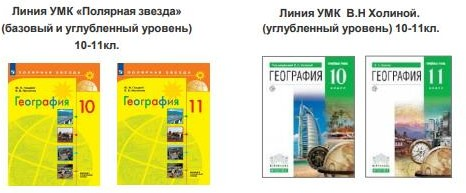 Линия УМК «Полярная звезда»
(базовый и углубленный уровень)
10-11кл.
ПОЛЯРНАЯ ЗВЕЗДА
География
10
ПОЛЯРНАЯ ЗВЕЗДА
География
11
Линия УМК  В.Н Холиной.
(углубленный уровень) 10-11кл.
ГЕОГРАФИЯ
10
ГЕОГРАФИЯ
11